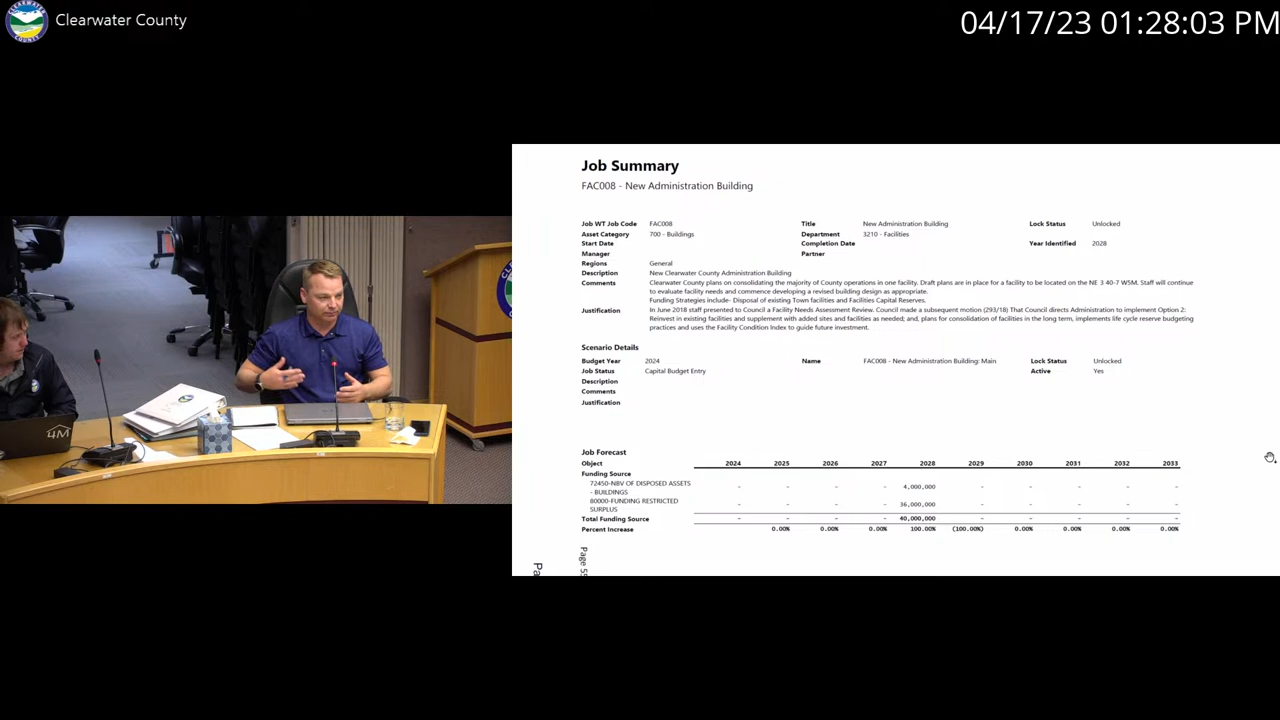 Clearwater County
04/17/23 01:28:03 PM
Job Summary
FAC008 - New Administration Building
Job WT Job Code FAC008 Title New Administration Building Lock Status Unlocked
Asset Category 700 - Buildings Department 3210 - Facilities
Start Date Completion Date Year Identified 2028
Manager Partner
Regions General
Description New Clearwater County Administration Building
Comments Clearwater County plans on consolidating the majority of County operations in one facility. Draft plans are in place for a facility to be located on the NE 3 40-7 W5M. Staff will continue
to evaluate facility needs and commence developing a revised building design as appropriate.
Funding Strategies include- Disposal of existing Town facilities and Facilities Capital Reserves.
Justification In June 2018 staff presented to Council a Facility Needs Assessment Review. Council made a subsequent motion (293/18) That Council directs Administration to implement Option 2:
Reinvest in existing facilities and supplement with added sites and facilities as needed; and, plans for consolidation of facilities in the long term, implements life cycle reserve budgeting
practices and uses the Facility Condition Index to guide future investment.
Scenario Details
Budget Year 2024 Name FAC008 - New Administration Building: Main Lock Status Unlocked
Job Status Capital Budget Entry Active Yes
Description
Comments
Justification
Job Forecast
Object 2024 2025 2026 2027 2028 2029 2030 2031 2032 2033
Funding Source
72450-NBV OF DISPOSED ASSETS
- BUILDINGS - - - - 4,000,000 - - - - -
80000-FUNDING RESTRICTED
SURPLUS - - - - 36,000,000 - - - - -
Total Funding Source - - - - 40,000,000 - - - - -
Percent Increase 0.00% 0.00% 0.00% 100.00% (100.00%) 0.00% 0.00% 0.00% 0.00%
Page 59
Pa
4M